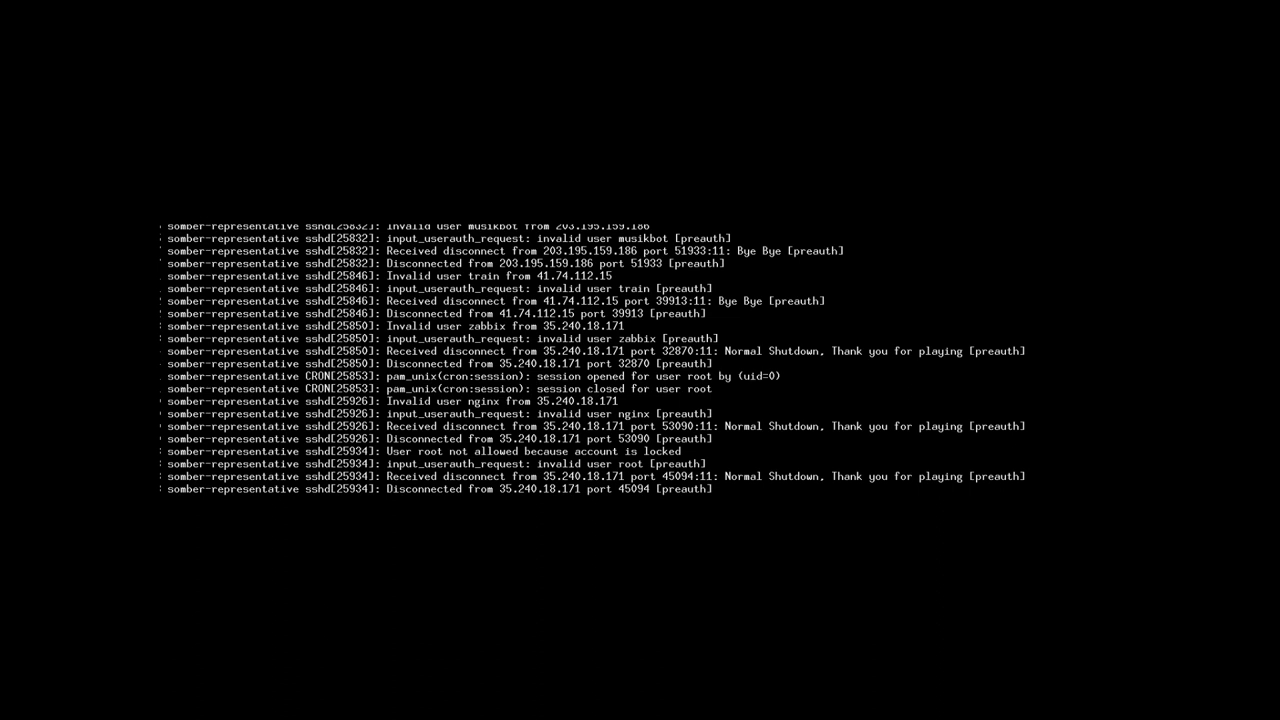 somber-representative sshd[25832]: Invalid user musikbot from 203.195.159.186
somber-representative sshd[25832]: input_userauth_request: invalid user musikbot [preauth]
somber-representative sshd[25832]: Received disconnect from 203.195.159.186 port 51933:11: Bye Bye [preauth]
somber-representative sshd[25832]: Disconnected from 203.195.159.186 port 51933 [preauth]
somber-representative sshd[25846]: Invalid user train from 41.74.112.15
somber-representative sshd[25846]: input_userauth_request: invalid user train [preauth]
somber-representative sshd[25846]: Received disconnect from 41.74.112.15 port 39913:11: Bye Bye [preauth]
somber-representative sshd[25846]: Disconnected from 41.74.112.15 port 39913 [preauth]
somber-representative sshd[25850]: Invalid user zabbix from 35.240.18.171
somber-representative sshd[25850]: input_userauth_request: invalid user zabbix [preauth]
somber-representative sshd[25850]: Received disconnect from 35.240.18.171 port 32870:11: Normal Shutdown, Thank you for playing [preauth]
somber-representative sshd[25850]: Disconnected from 35.240.18.171 port 32870 [preauth]
somber-representative CRON[25853]: pam_unix(cron:session): session opened for user root by (uid=0)
somber-representative CRON[25853]: pam_unix(cron:session): session closed for user root
somber-representative sshd[25926]: Invalid user nginx from 35.240.18.171
somber-representative sshd[25926]: input_userauth_request: invalid user nginx [preauth]
somber-representative sshd[25926]: Received disconnect from 35.240.18.171 port 53090:11: Normal Shutdown, Thank you for playing [preauth]
somber-representative sshd[25926]: Disconnected from 35.240.18.171 port 53090 [preauth]
somber-representative sshd[25934]: User root not allowed because account is locked
somber-representative sshd[25934]: input_userauth_request: invalid user root [preauth]
somber-representative sshd[25934]: Received disconnect from 35.240.18.171 port 45094:11: Normal Shutdown, Thank you for playing [preauth]
somber-representative sshd[25934]: Disconnected from 35.240.18.171 port 45094 [preauth]